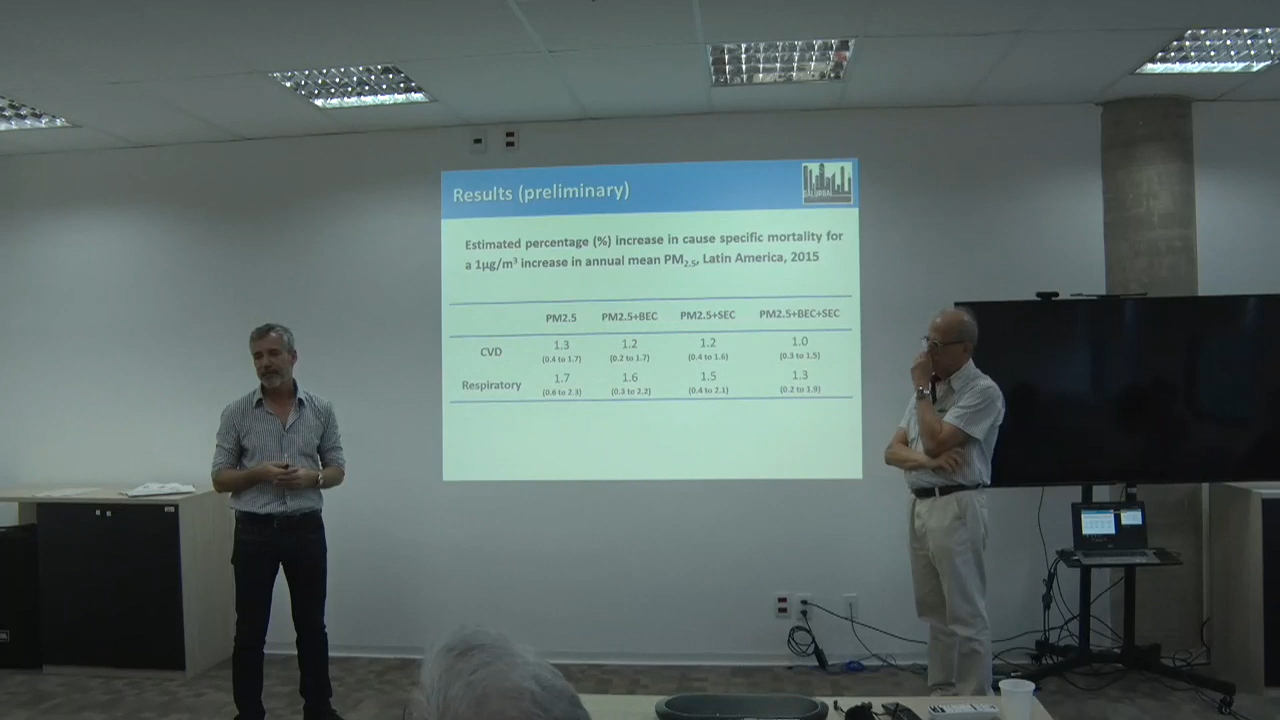 Results (preliminary)
SALURBAL
Estimated percentage (%) increase in cause specific mortality for
a 1µg/m³ increase in annual mean PM2.5, Latin America, 2015
PM2.5 PM2.5+BEC PM2.5+SEC PM2.5+BEC+SEC
CVD 1.3 1.2 1.2 1.0
(0.4 to 1.7) (0.2 to 1.7) (0.4 to 1.6) (0.3 to 1.5)
Respiratory 1.7 1.6 1.5 1.3
(0.6 to 2.3) (0.3 to 2.2) (0.4 to 2.1) (0.2 to 1.9)